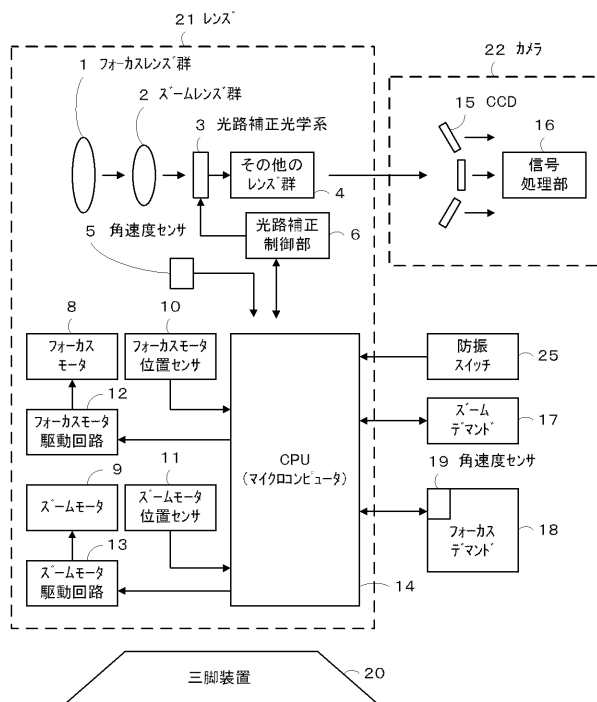 21 ﾚﾝｽﾞ
22 ｶﾒﾗ
1 ﾌｫｰｶｽﾚﾝｽﾞ群
2 ｽﾞｰﾑﾚﾝｽﾞ群
3 光路補正光学系
15 CCD
16
その他の
ﾚﾝｽﾞ群
4
信号
処理部
5 角速度センサ
光路補正
制御部
6
8
10
ﾌｫｰｶｽ
ﾓｰﾀ
ﾌｫｰｶｽﾓｰﾀ
位置センサ
防振
スイッチ
25
12
ﾌｫｰｶｽﾓｰﾀ
駆動回路
ｽﾞｰﾑ
ﾃﾞﾏﾝﾄﾞ
17
9
11
CPU
(ﾏｲｸﾛｺﾝﾋﾟｭｰﾀ)
19 角速度センサ
ｽﾞｰﾑﾓｰﾀ
ｽﾞｰﾑﾓｰﾀ
位置センサ
ﾌｫｰｶｽ
ﾃﾞﾏﾝﾄﾞ
18
13
ｽﾞｰﾑﾓｰﾀ
駆動回路
14
三脚装置
20